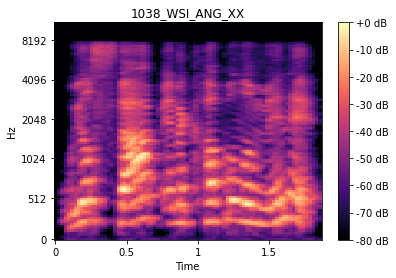 1038_WSI_ANG_XX
8192
4096
2048
1024
512
0
Hz
0
0.5
1
1.5
Time
+0 dB
-10 dB
-20 dB
-30 dB
-40 dB
-50 dB
-60 dB
-70 dB
-80 dB